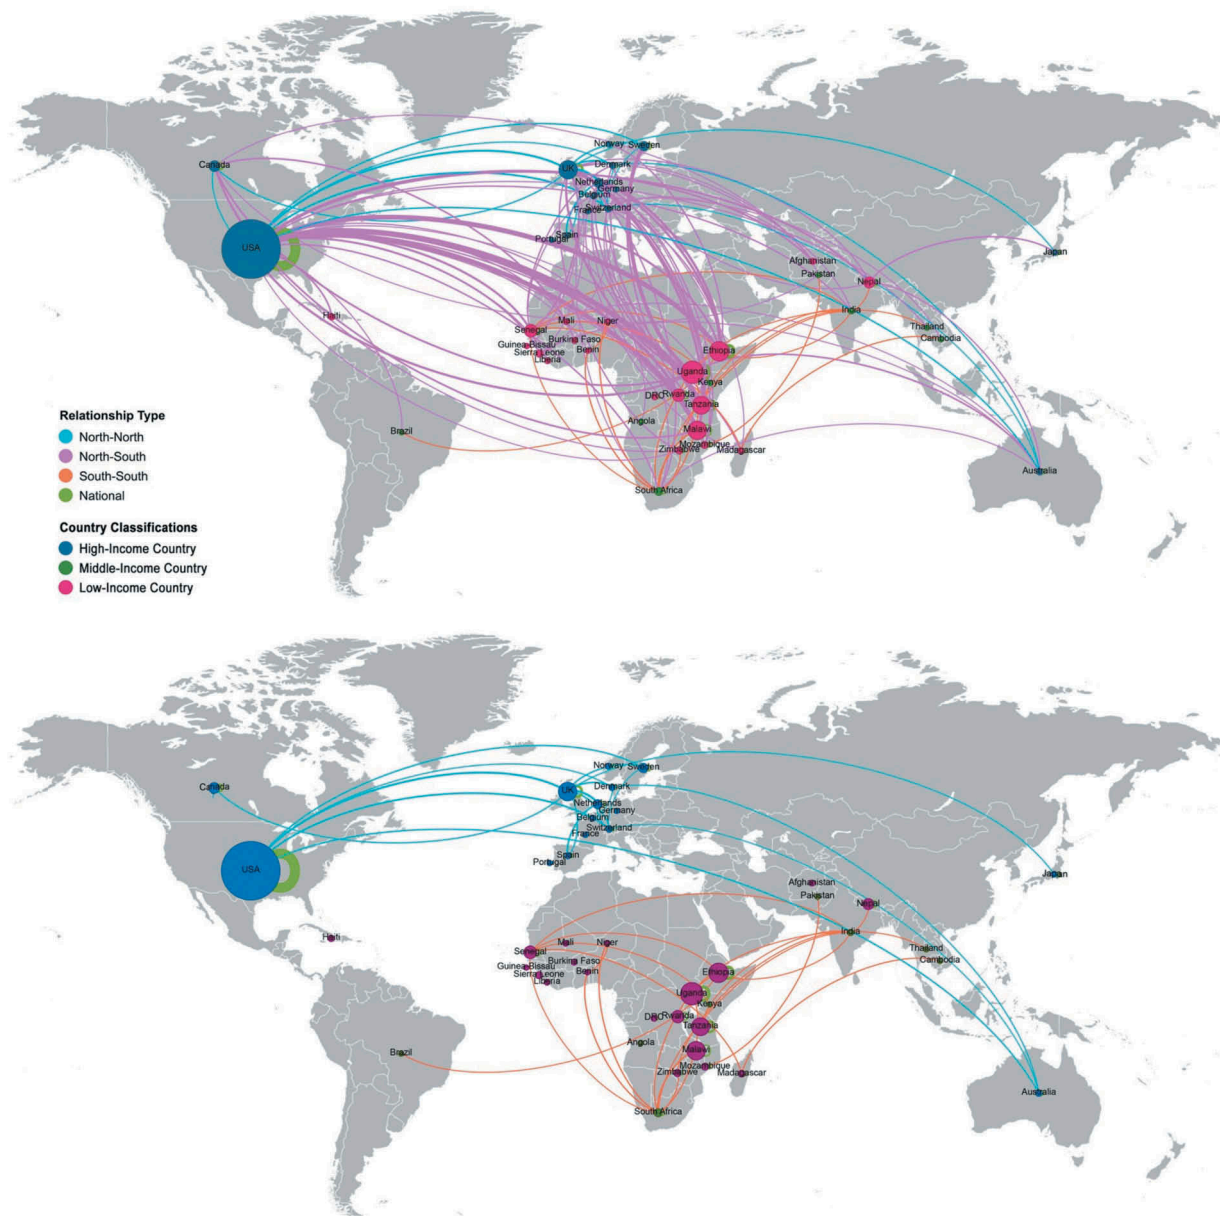 Norway
Sweden
Canada
UK
Denmark
Netherlands
Germany
Belgium
Switzerland
France
USA
Spain
Portugal
Japan
Afghanistan
Pakistan
Nepal
India
Haiti
Senegal
Mali
Niger
Thailand
Cambodia
Guinea-Bissau
Burkina Faso
Sierra Leone
Benin
Liberia
Ethiopia
Uganda
Kenya
DRC
Rwanda
Tanzania
Angola
Brazil
Malawi
Mozambique
Zimbabwe
Madagascar
Australia
South Africa
Relationship Type
North-North
North-South
South-South
National
Country Classifications
High-Income Country
Middle-Income Country
Low-Income Country
Norway
Sweden
Canada
UK
Denmark
Netherlands
Germany
Belgium
Switzerland
France
USA
Spain
Portugal
Japan
Afghanistan
Pakistan
Nepal
India
Haiti
Senegal
Mali
Niger
Thailand
Cambodia
Guinea-Bissau
Burkina Faso
Sierra Leone
Benin
Liberia
Ethiopia
Uganda
Kenya
DRC
Rwanda
Tanzania
Angola
Brazil
Malawi
Mozambique
Zimbabwe
Madagascar
Australia
South Africa